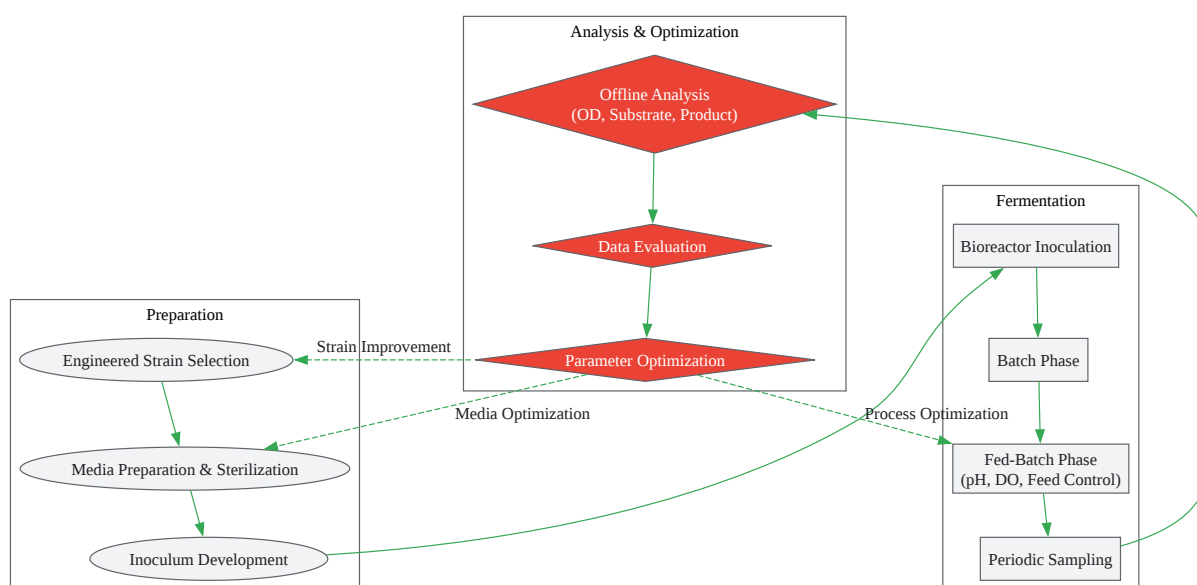 Analysis & Optimization
Offline Analysis
(OD, Substrate, Product)
Data Evaluation
Parameter Optimization
Strain Improvement
Media Optimization
Process Optimization
Preparation
Engineered Strain Selection
Media Preparation & Sterilization
Inoculum Development
Fermentation
Bioreactor Inoculation
Batch Phase
Fed-Batch Phase
(pH, DO, Feed Control)
Periodic Sampling